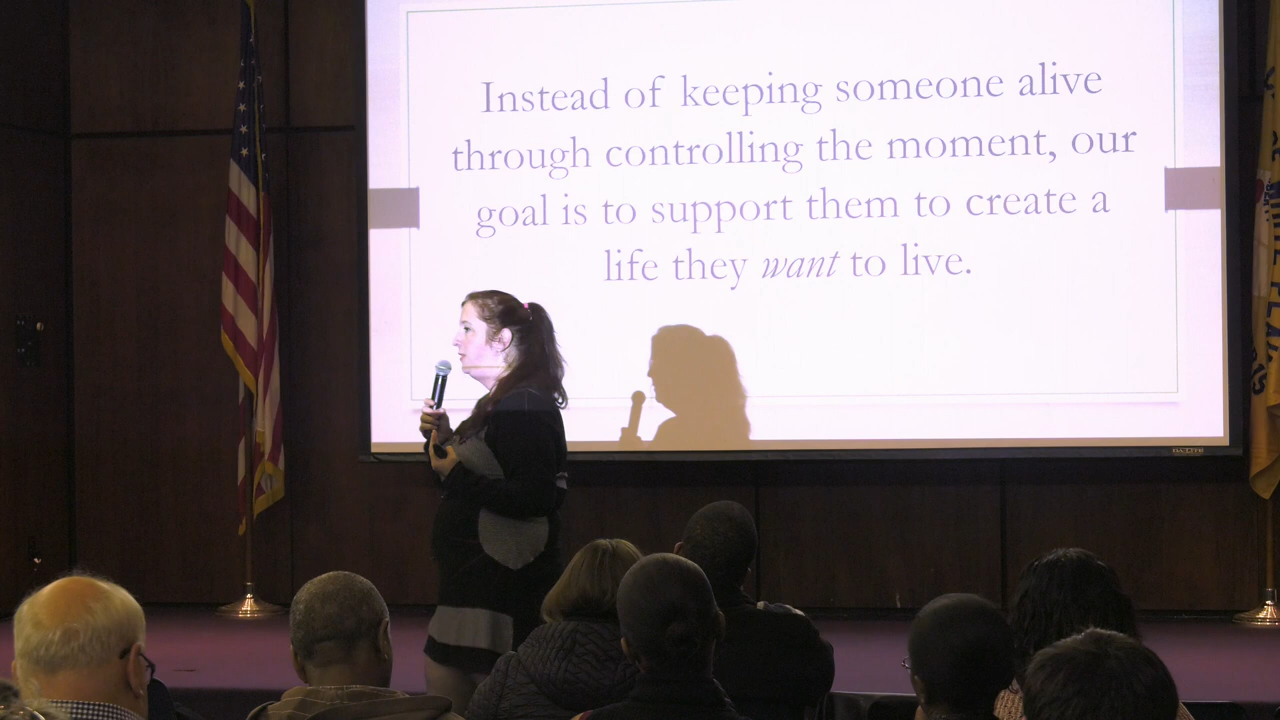 Instead of keeping someone alive
through controlling the moment, our
goal is to support them to create a
life they want to live.